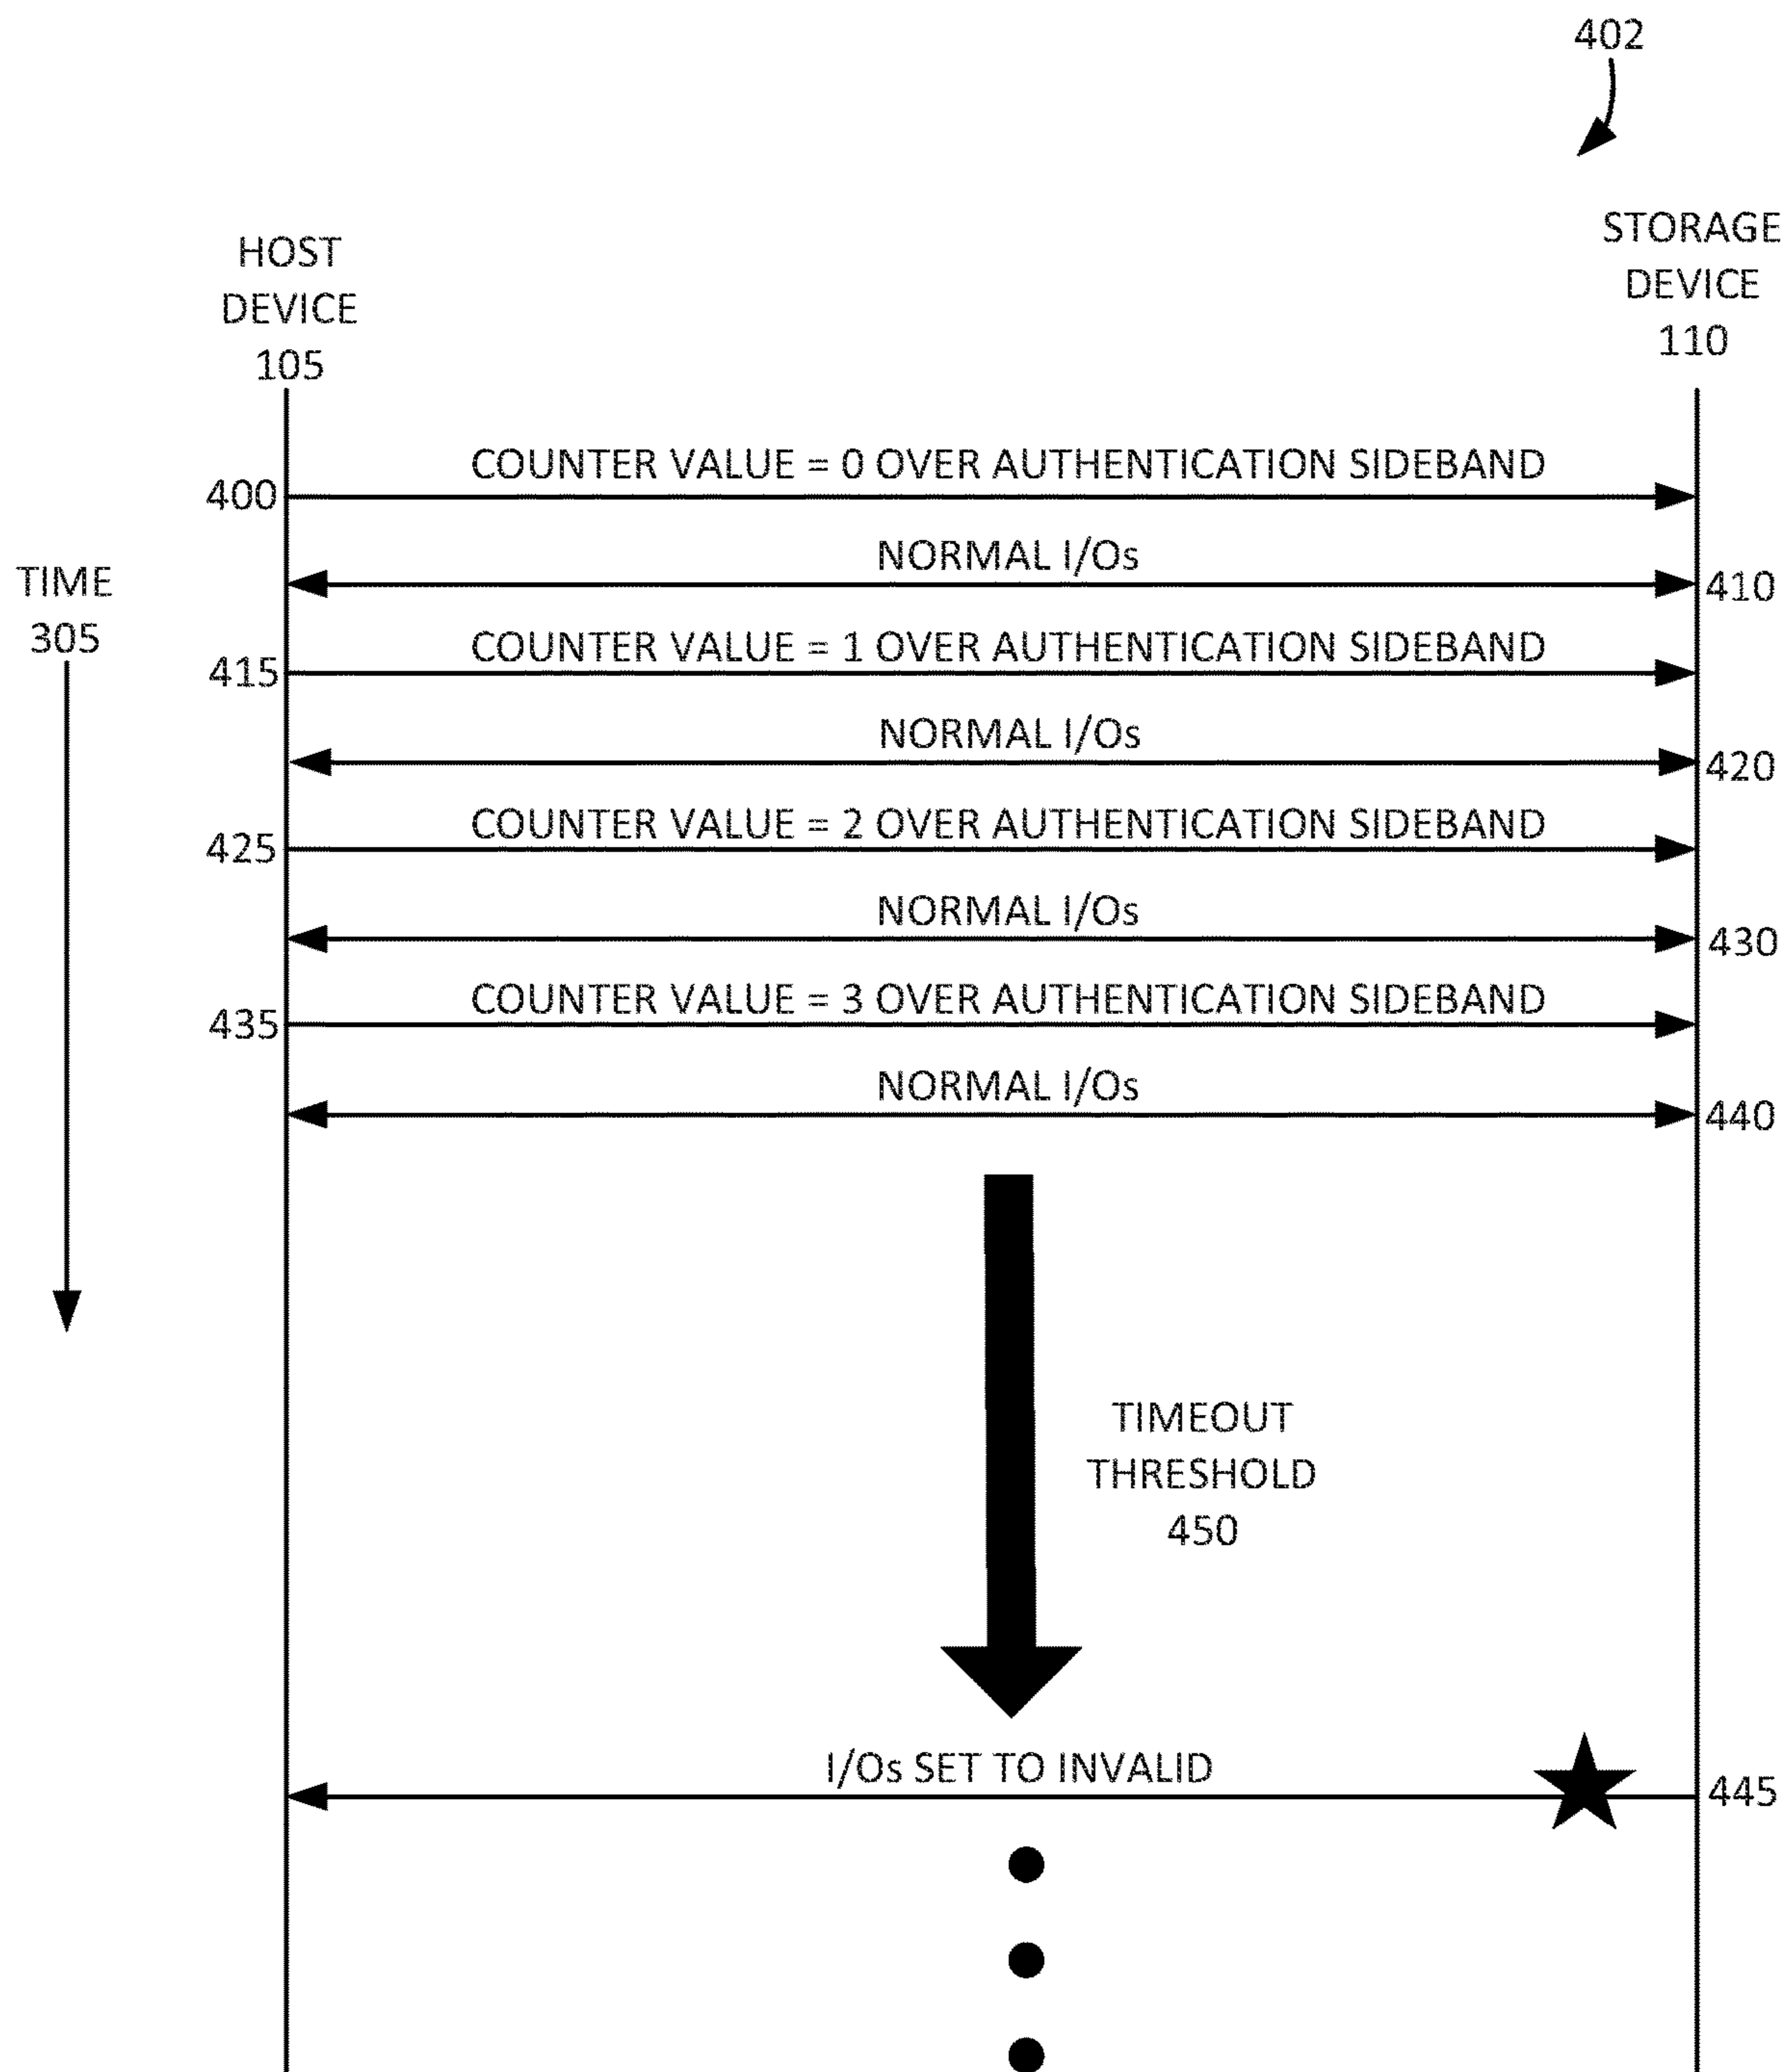 402
HOST
DEVICE
105
STORAGE
DEVICE
110
COUNTER VALUE = 0 OVER AUTHENTICATION SIDEBAND
400
NORMAL I/Os
410
TIME
305
COUNTER VALUE = 1 OVER AUTHENTICATION SIDEBAND
415
NORMAL I/Os
420
COUNTER VALUE = 2 OVER AUTHENTICATION SIDEBAND
425
NORMAL I/Os
430
COUNTER VALUE = 3 OVER AUTHENTICATION SIDEBAND
435
NORMAL I/Os
440
TIMEOUT
THRESHOLD
450
I/Os SET TO INVALID
445